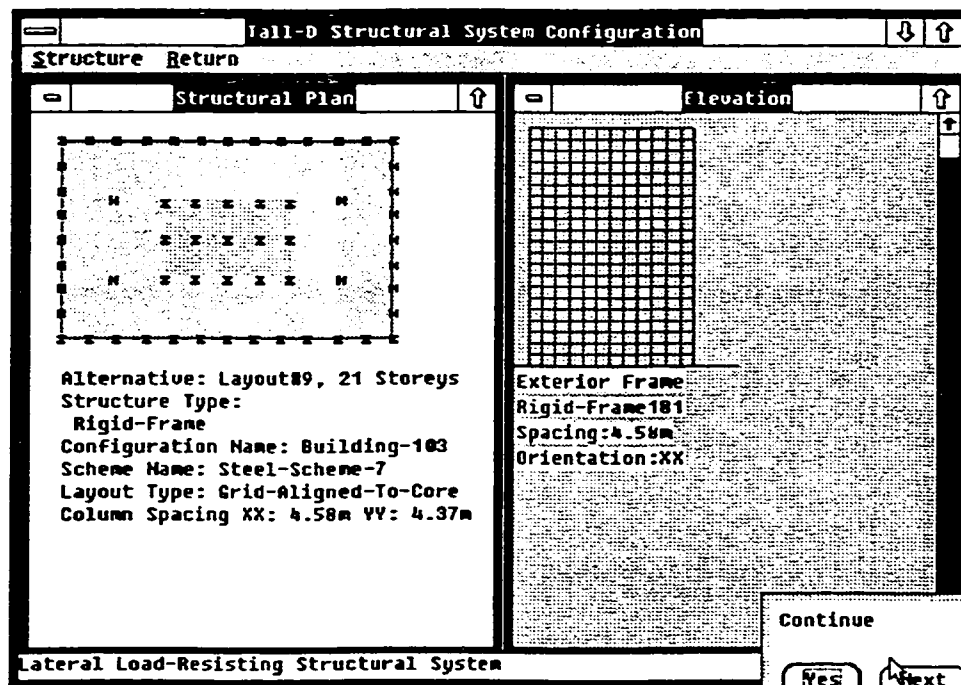 Tall-D Structural System Configuration
Structure Return
Structural Plan
Alternative: Layout#9, 21 Storeys
Structure Type:
Rigid-Frame
Configuration Name: Building-103
Scheme Name: Steel-Scheme-7
Layout Type: Grid-Aligned-To-Core
Column Spacing XX: 4.58m YY: 4.37m
Elevation
Exterior Frame
Rigid-Frame181
Spacing:4.58m
Orientation:XX
Continue
Yes Next
Lateral Load-Resisting Structural System